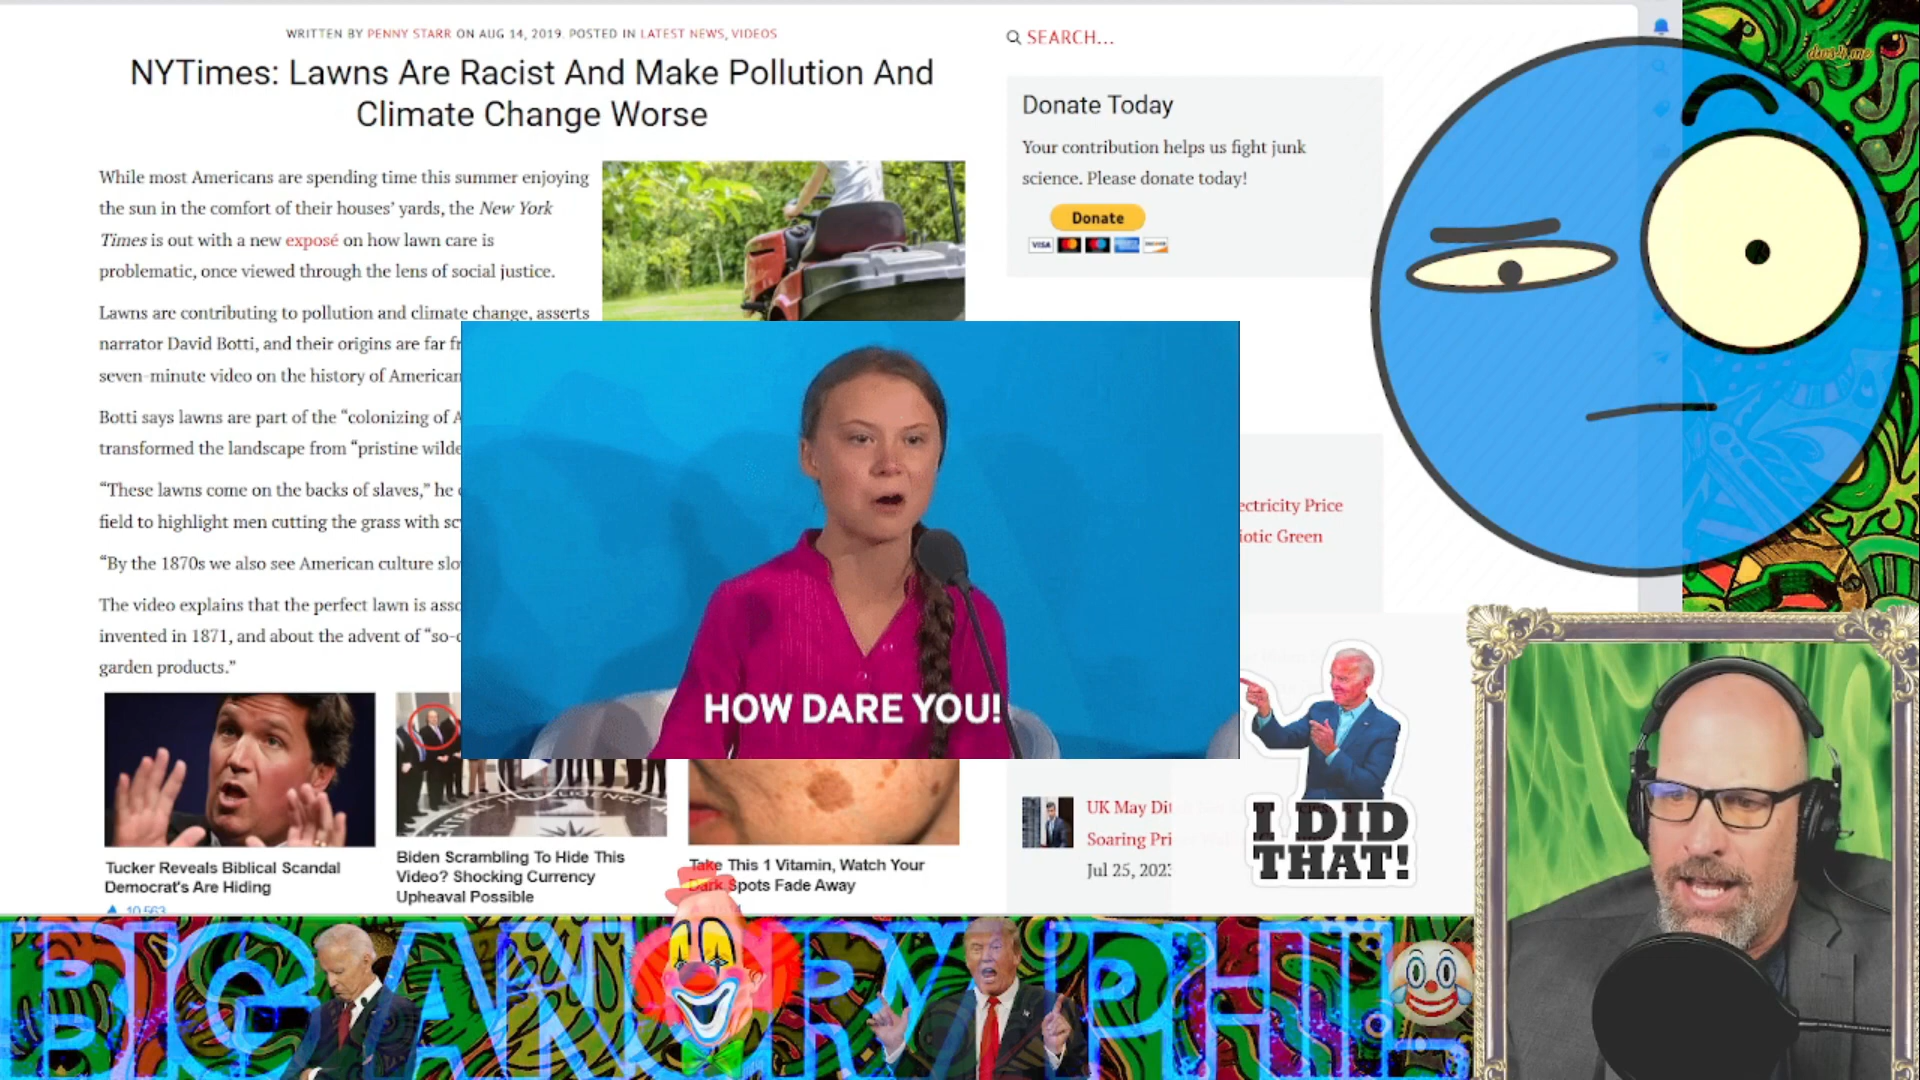 WRITTEN BY PENNY STARR ON AUG 14, 2019. POSTED IN LATEST NEWS, VIDEOS
NYTimes: Lawns Are Racist And Make Pollution And
Climate Change Worse
While most Americans are spending time this summer enjoying
the sun in the comfort of their houses' yards, the New York
Times is out with a new exposé on how lawn care is
problematic, once viewed through the lens of social justice.
Lawns are contributing to pollution and climate change, asserts
narrator David Botti, and their origins are far
seven-minute video on the history of American
Botti says lawns are part of the “colonizing of
transformed the landscape from “pristine
“These lawns come on the backs of slaves,” he
field to highlight men cutting the grass with
“By the 1870s we also see American culture
The video explains that the perfect lawn is
invented in 1871, and about the advent of
garden products.”
HOW DARE YOU!
Tucker Reveals Biblical Scandal
Democrat's Are Hiding
10,563
Biden Scrambling To Hide This
Video? Shocking Currency
Upheaval Possible
Take This 1 Vitamin, Watch Your
Dark Spots Fade Away
SEARCH...
Donate Today
Your contribution helps us fight junk
science. Please donate today!
Donate
VISA
Price
Green
UK May
Soaring
Jul 25,
I DID
THAT!
BIG ANGRY PHIL